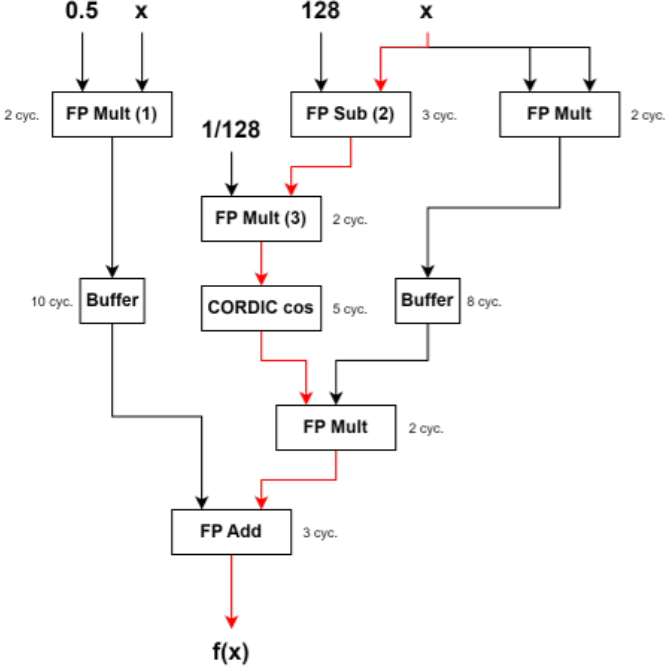 0.5 x 128 x
2 cyc. FP Mult (1) FP Sub (2) 3 cyc. FP Mult 2 cyc.
1/128
FP Mult (3) 2 cyc.
10 cyc. Buffer CORDIC cos 5 cyc. Buffer 8 cyc.
FP Mult 2 cyc.
FP Add 3 cyc.
f(x)